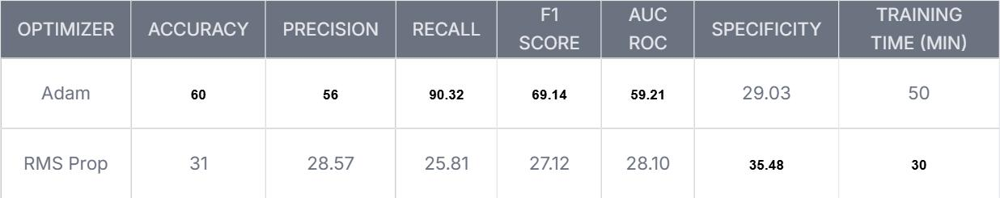 OPTIMIZER ACCURACY PRECISION RECALL F1 SCORE AUC ROC SPECIFICITY TRAINING TIME (MIN)
Adam 60 56 90.32 69.14 59.21 29.03 50
RMS Prop 31 28.57 25.81 27.12 28.10 35.48 30